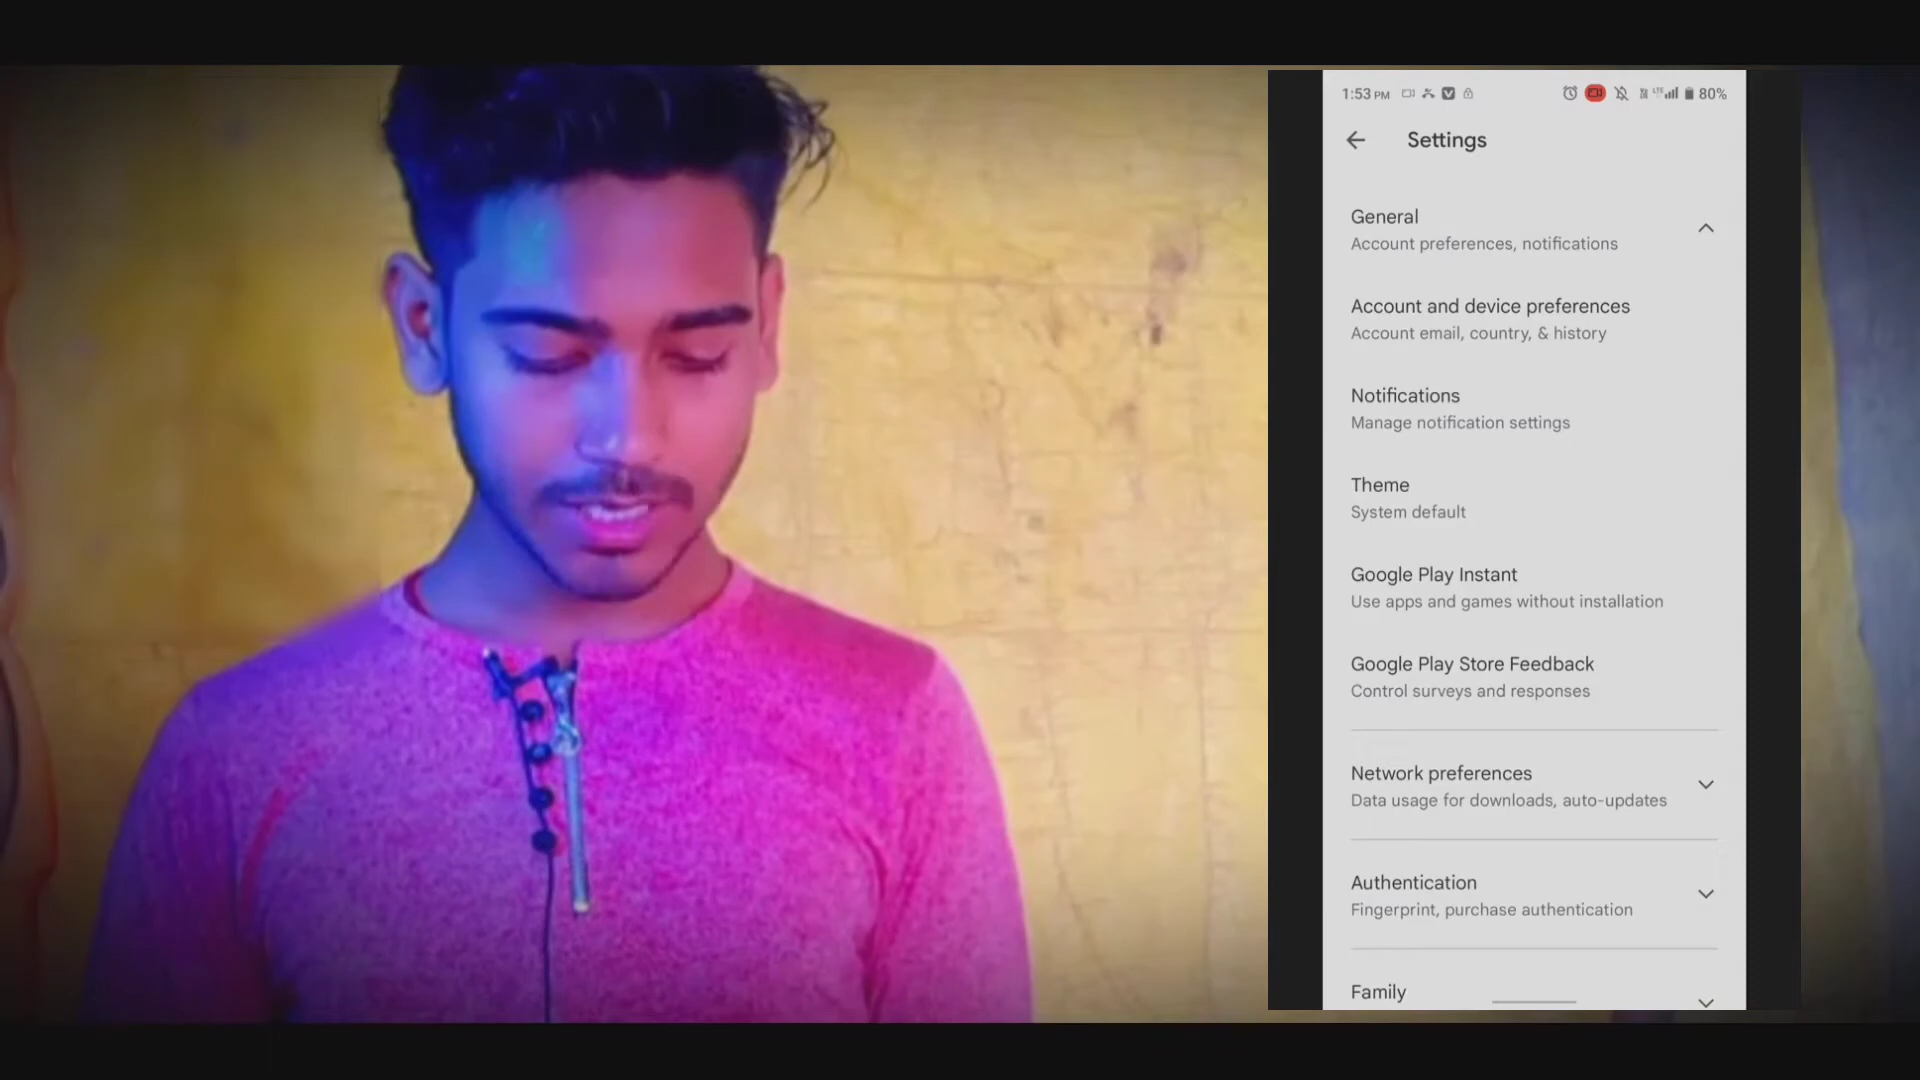 1:53 PM
80%
Settings
General
Account preferences, notifications
Account and device preferences
Account email, country, & history
Notifications
Manage notification settings
Theme
System default
Google Play Instant
Use apps and games without installation
Google Play Store Feedback
Control surveys and responses
Network preferences
Data usage for downloads, auto-updates
Authentication
Fingerprint, purchase authentication
Family